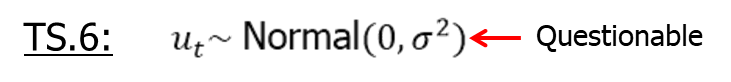 TS.6: uₜ~ Normal(0, σ²) Questionable